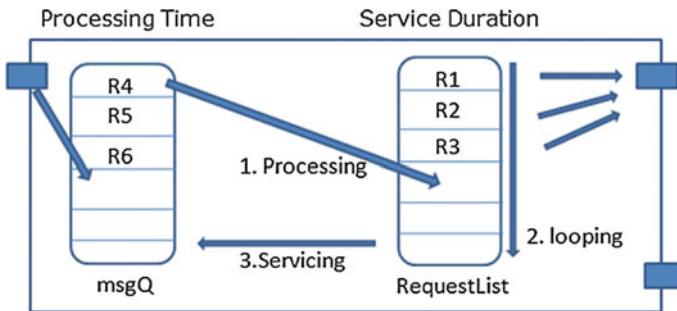 Processing Time
Service Duration
R4
R5
R6
R1
R2
R3
1. Processing
2. looping
3.Servicing
msgQ
RequestList